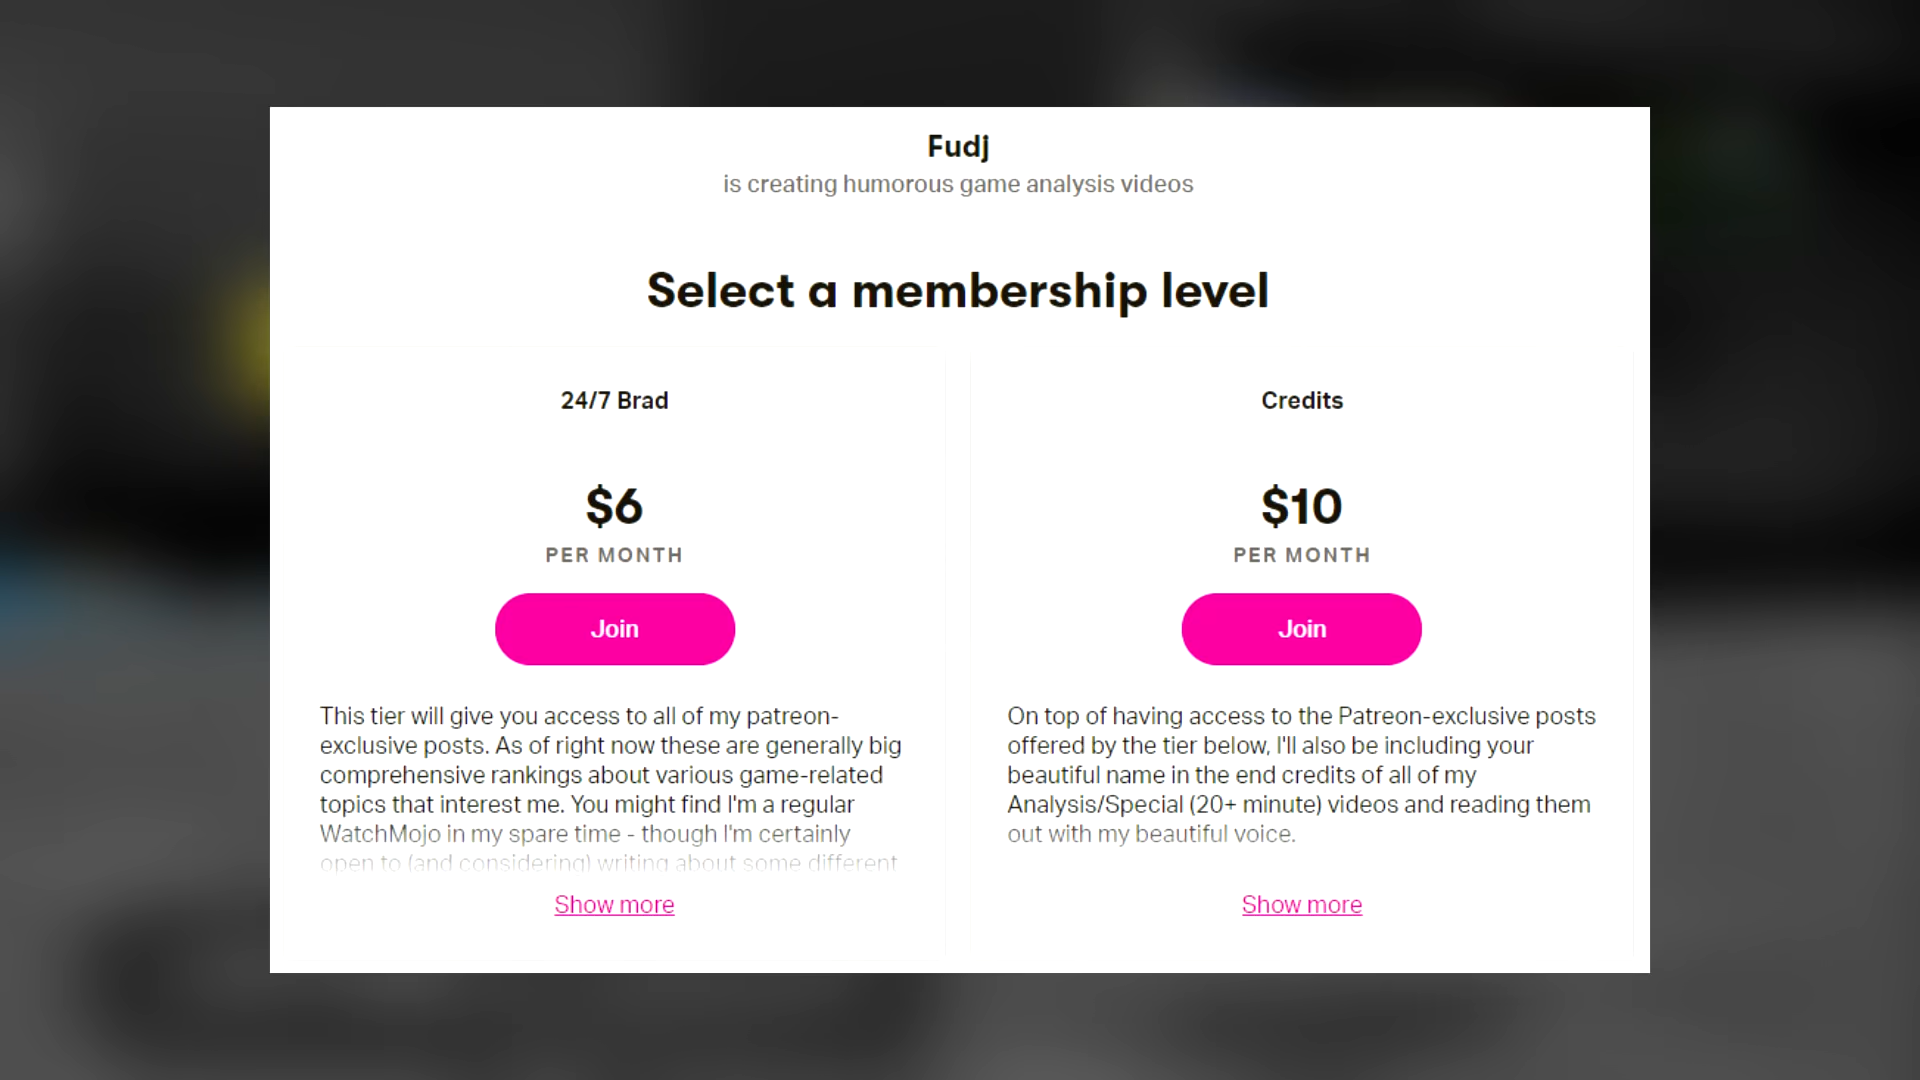 Fudj
is creating humorous game analysis videos
Select a membership level
24/7 Brad
$6
PER MONTH
Join
This tier will give you access to all of my patreon-
exclusive posts. As of right now these are generally big
comprehensive rankings about various game-related
topics that interest me. You might find I'm a regular
WatchMojo in my spare time - though I'm certainly
open to (and considering) writing about some different
Show more
Credits
$10
PER MONTH
Join
On top of having access to the Patreon-exclusive posts
offered by the tier below, I'll also be including your
beautiful name in the end credits of all of my
Analysis/Special (20+ minute) videos and reading them
out with my beautiful voice.
Show more